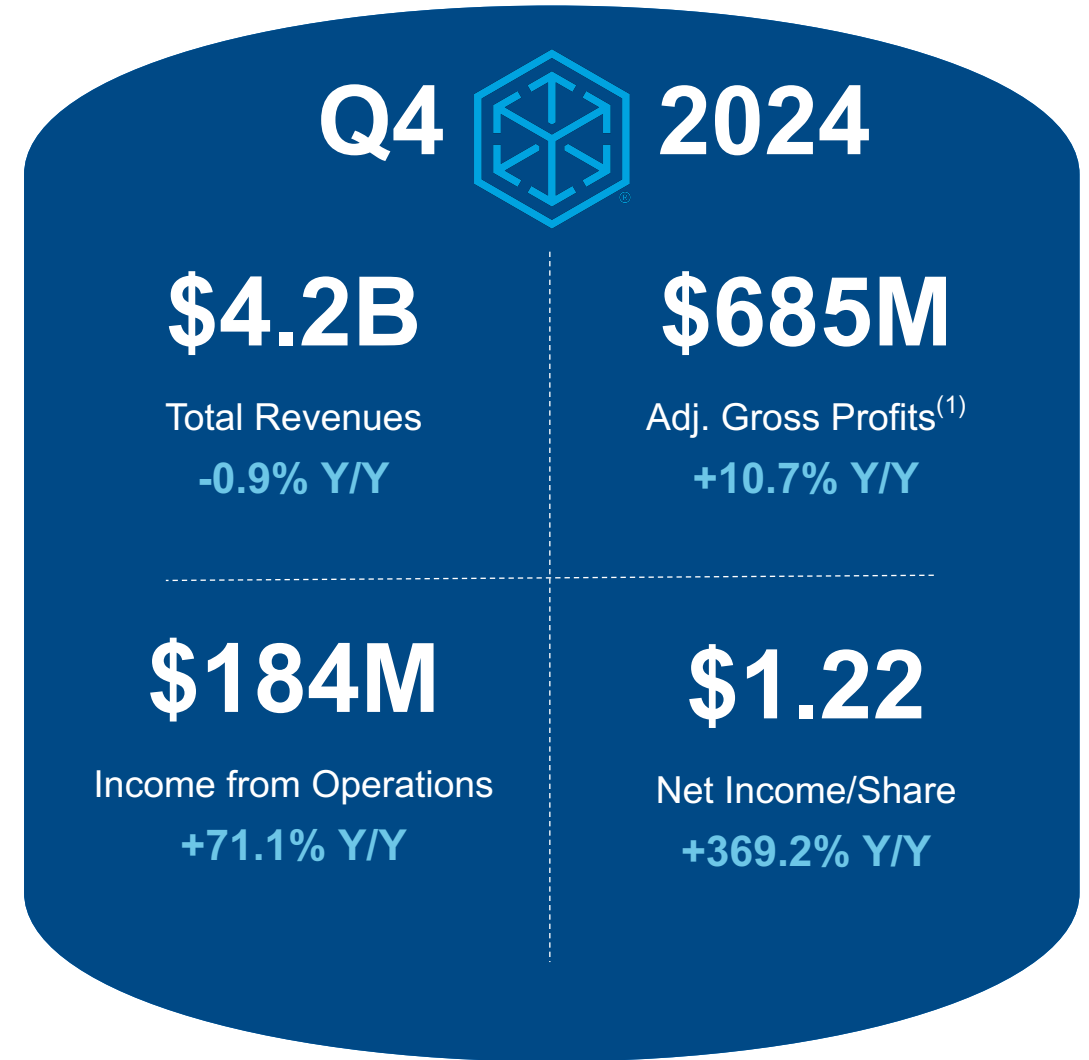 Q4 2024
$4.2B
Total Revenues
-0.9% Y/Y
$685M
Adj. Gross Profits(1)
+10.7% Y/Y
$184M
Income from Operations
+71.1% Y/Y
$1.22
Net Income/Share
+369.2% Y/Y